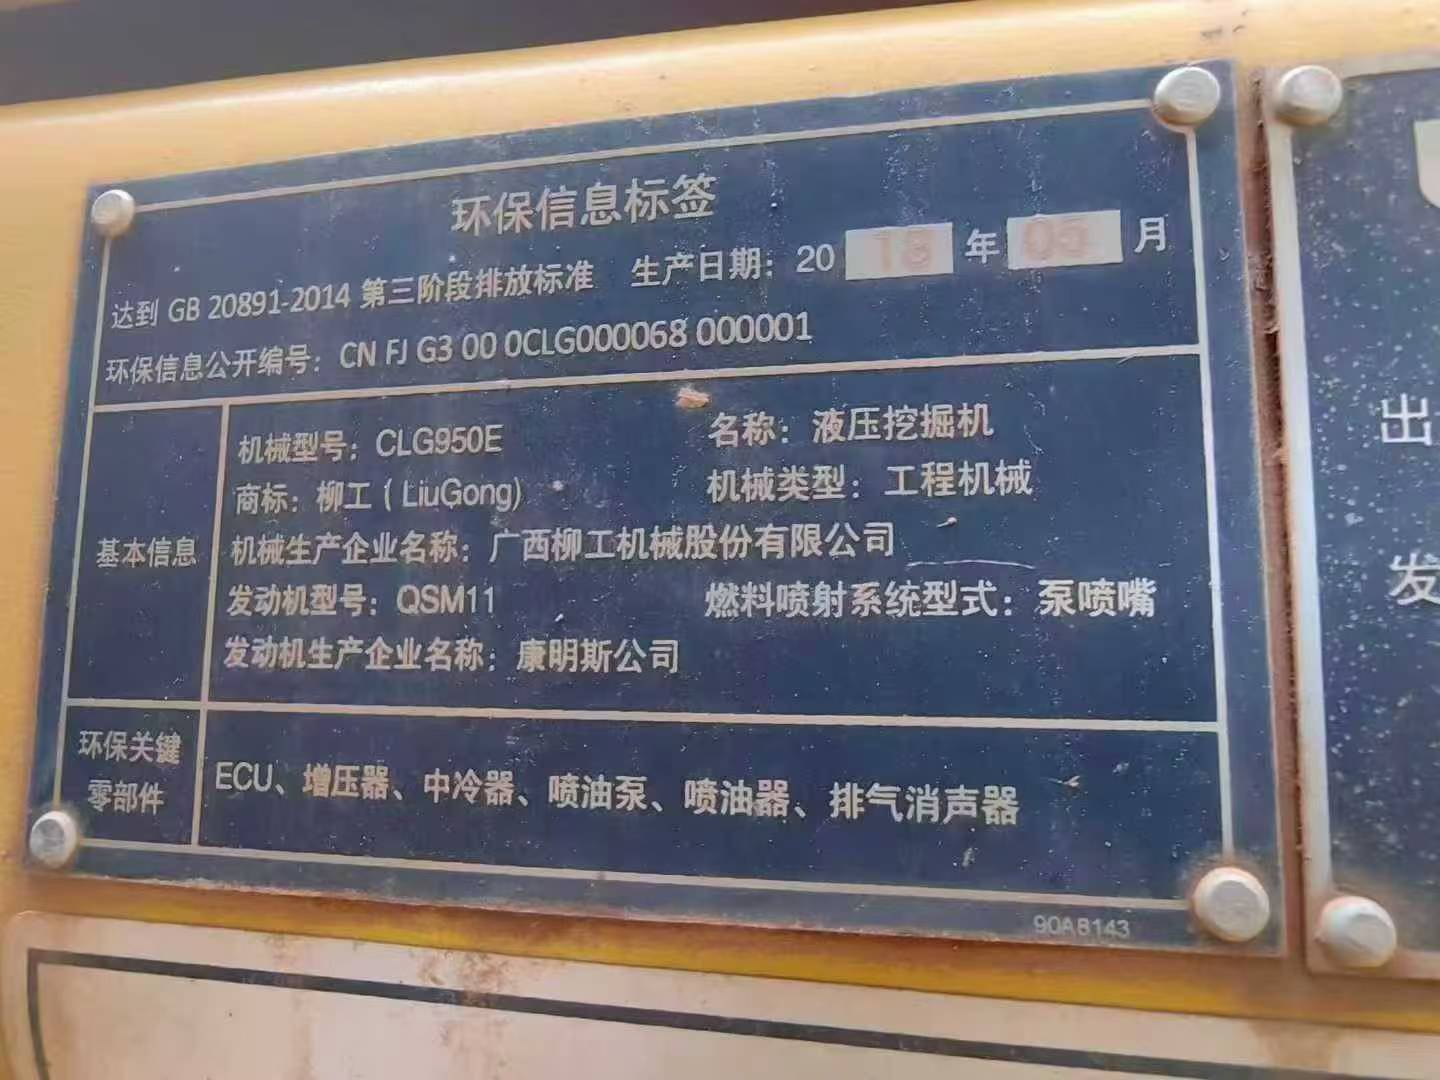 环保信息标签
达到 GB 20891-2014 第三阶段排放标准 生产日期：2018年05月
环保信息公开编号：CN FJ G3 00 0CLG000068 000001
基本信息
机械型号：CLG950E 名称：液压挖掘机
商标：柳工（LiuGong) 机械类型：工程机械
机械生产企业名称：广西柳工机械股份有限公司
发动机型号：QSM11 燃料喷射系统型式：泵喷嘴
发动机生产企业名称：康明斯公司
环保关键
零部件
ECU、增压器、中冷器、喷油泵、喷油器、排气消声器
90A8143
出
发